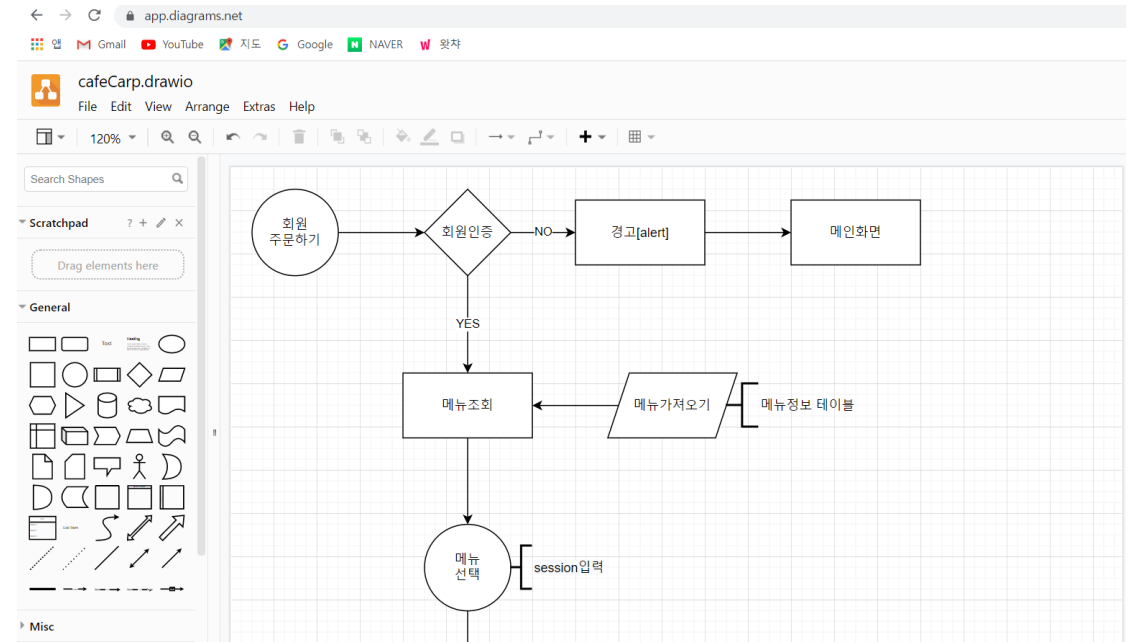 app.diagrams.net
앱 Gmail YouTube 지도 Google NAVER 왓챠
cafeCarp.drawio
File Edit View Arrange Extras Help
120%
Search Shapes
Scratchpad ? +
Drag elements here
General
Text Heading
List Item
Misc
회원
주문하기
회원인증
NO
경고[alert]
메인화면
YES
메뉴조회
메뉴가져오기
메뉴정보 테이블
메뉴
선택
session입력